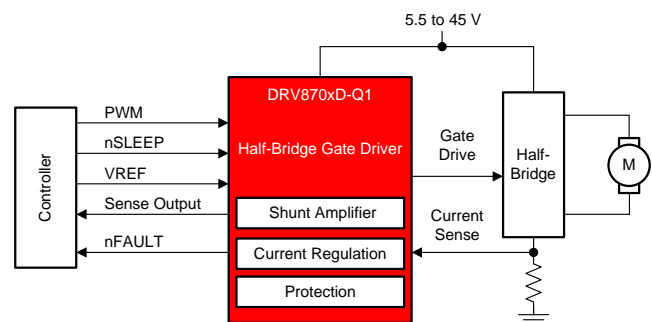 5.5 to 45 V
DRV870xD-Q1
Half-Bridge Gate Driver
Controller
PWM
nSLEEP
VREF
Sense Output
nFAULT
Shunt Amplifier
Current Regulation
Protection
Gate
Drive
Current
Sense
Half-
Bridge
M